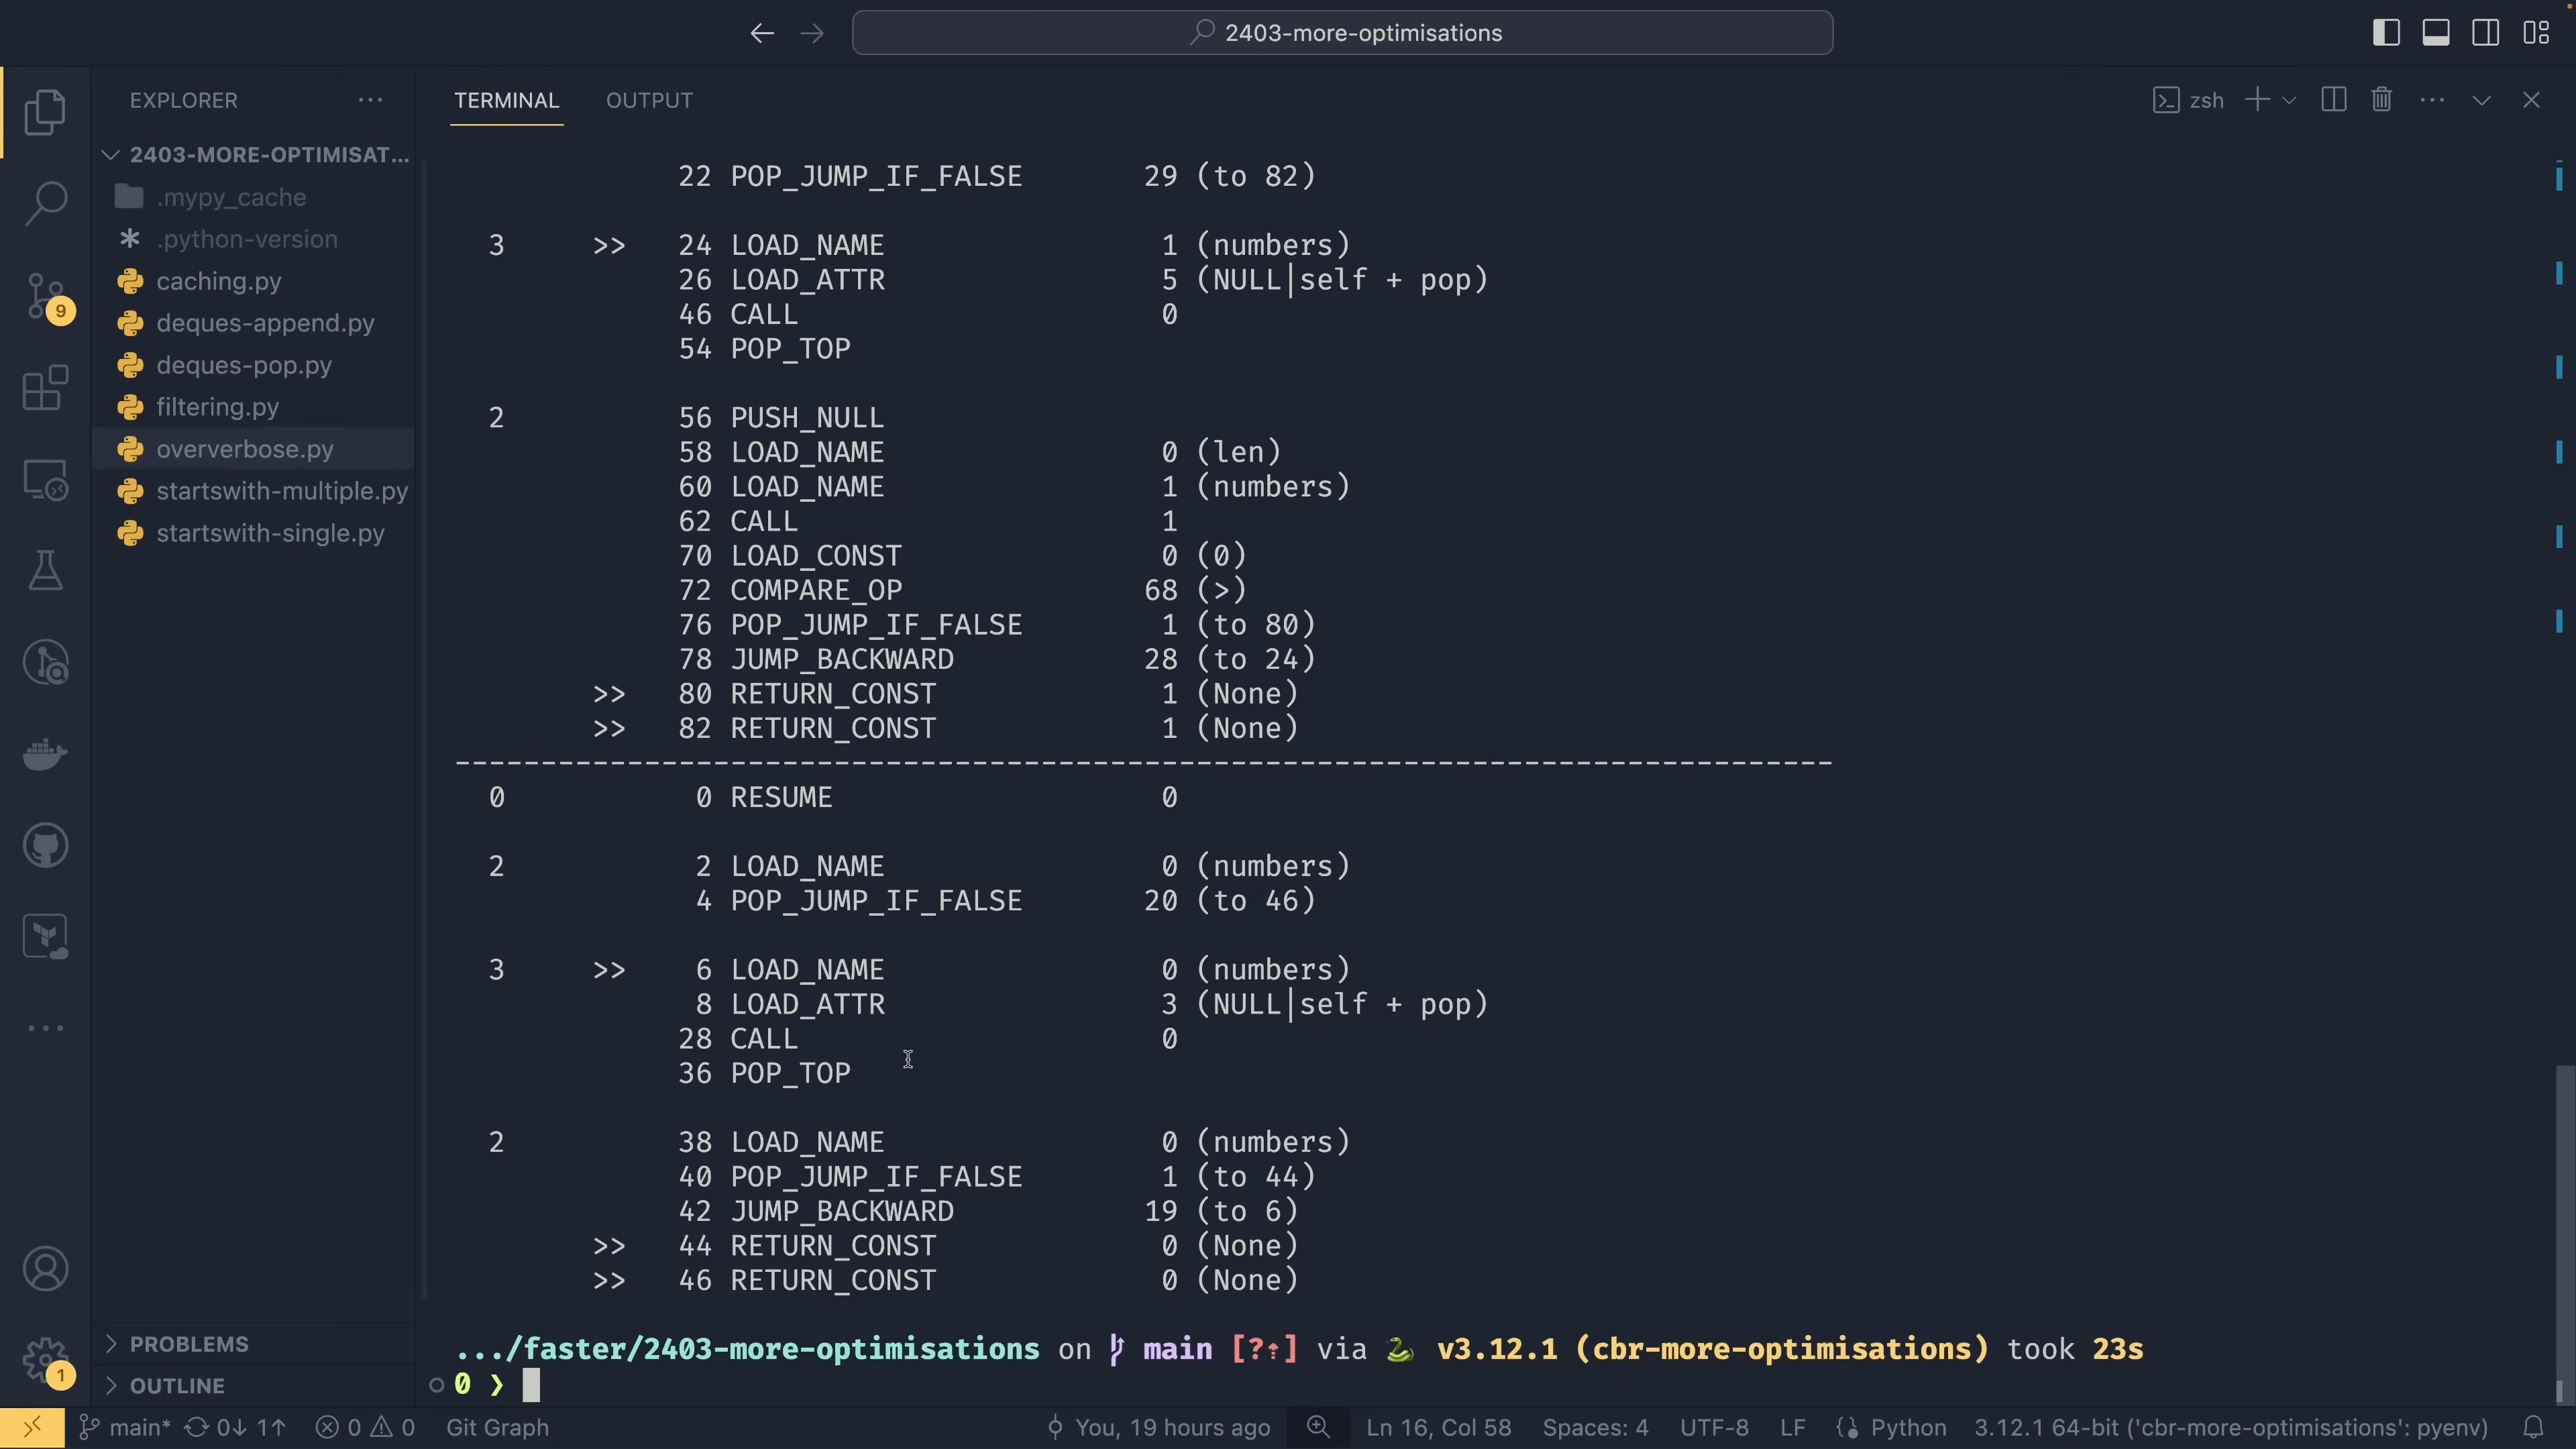 2403-more-optimisations
EXPLORER
TERMINAL OUTPUT
zsh
2403-MORE-OPTIMISAT...
.mypy_cache
.python-version
caching.py
deques-append.py
deques-pop.py
filtering.py
oververbose.py
startswith-multiple.py
startswith-single.py
9
22 POP_JUMP_IF_FALSE 29 (to 82)
3 >> 24 LOAD_NAME 1 (numbers)
26 LOAD_ATTR 5 (NULL|self + pop)
46 CALL 0
54 POP_TOP
2 56 PUSH_NULL
58 LOAD_NAME 0 (len)
60 LOAD_NAME 1 (numbers)
62 CALL 1
70 LOAD_CONST 0 (0)
72 COMPARE_OP 68 (>)
76 POP_JUMP_IF_FALSE 1 (to 80)
78 JUMP_BACKWARD 28 (to 24)
>> 80 RETURN_CONST 1 (None)
>> 82 RETURN_CONST 1 (None)
--------------------------------------------------------------------------------
0 0 RESUME 0
2 2 LOAD_NAME 0 (numbers)
4 POP_JUMP_IF_FALSE 20 (to 46)
3 >> 6 LOAD_NAME 0 (numbers)
8 LOAD_ATTR 3 (NULL|self + pop)
28 CALL 0
36 POP_TOP
2 38 LOAD_NAME 0 (numbers)
40 POP_JUMP_IF_FALSE 1 (to 44)
42 JUMP_BACKWARD 19 (to 6)
>> 44 RETURN_CONST 0 (None)
>> 46 RETURN_CONST 0 (None)
.../faster/2403-more-optimisations on main [?⇡] via 🐍 v3.12.1 (cbr-more-optimisations) took 23s
0 ❯
PROBLEMS
OUTLINE
1
main* 0↓ 1↑ 0 0 Git Graph You, 19 hours ago Ln 16, Col 58 Spaces: 4 UTF-8 LF Python 3.12.1 64-bit ('cbr-more-optimisations': pyenv)